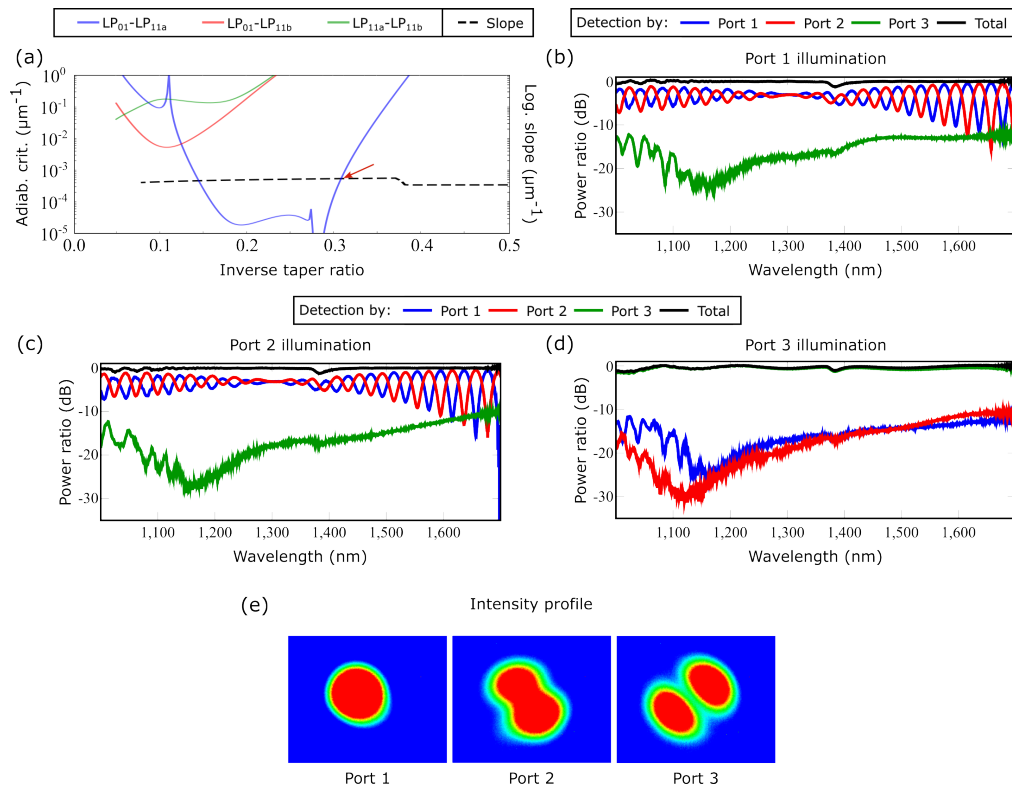 LP01-LP11a LP01-LP11b LP11a-LP11b Slope
Detection by: Port 1 Port 2 Port 3 Total
(a)
10^0
10^-1
10^-2
10^-3
10^-4
10^-5
Adiab. crit. (μm^-1)
Log. slope (μm^-1)
0.0 0.1 0.2 0.3 0.4 0.5
Inverse taper ratio
(b)
Port 1 illumination
0
-10
-20
-30
Power ratio (dB)
1,100 1,200 1,300 1,400 1,500 1,600
Wavelength (nm)
Detection by: Port 1 Port 2 Port 3 Total
(c)
Port 2 illumination
0
-10
-20
-30
Power ratio (dB)
1,100 1,200 1,300 1,400 1,500 1,600
Wavelength (nm)
(d)
Port 3 illumination
0
-10
-20
-30
Power ratio (dB)
1,100 1,200 1,300 1,400 1,500 1,600
Wavelength (nm)
(e)
Intensity profile
Port 1 Port 2 Port 3